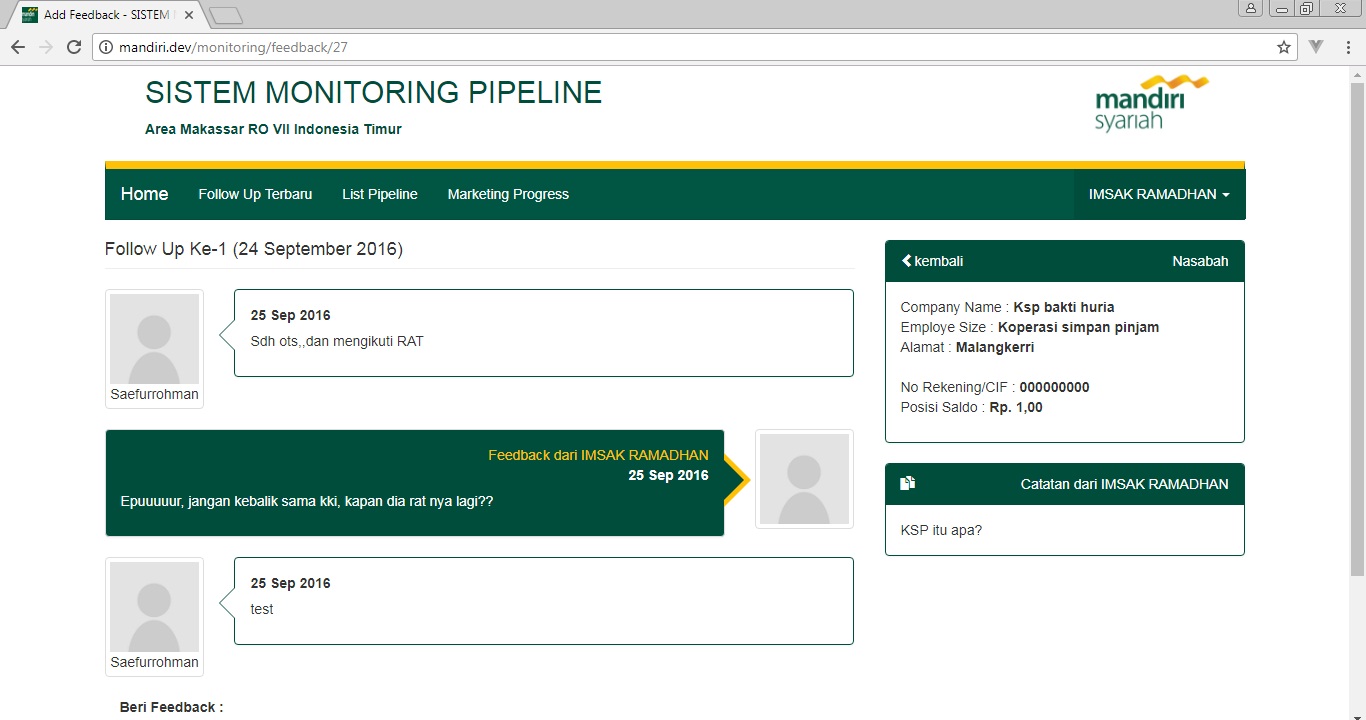 Add Feedback - SISTEM
mandiri.dev/monitoring/feedback/27
SISTEM MONITORING PIPELINE
Area Makassar RO VII Indonesia Timur
mandiri
syariah
Home Follow Up Terbaru List Pipeline Marketing Progress IMSAK RAMADHAN
Follow Up Ke-1 (24 September 2016)
25 Sep 2016
Sdh ots,,dan mengikuti RAT
Saefurrohman
Feedback dari IMSAK RAMADHAN
25 Sep 2016
Epuuuuur, jangan kebalik sama kki, kapan dia rat nya lagi??
25 Sep 2016
test
Saefurrohman
Beri Feedback :
kembali Nasabah
Company Name : Ksp bakti huria
Employe Size : Koperasi simpan pinjam
Alamat : Malangkerri
No Rekening/CIF : 000000000
Posisi Saldo : Rp. 1,00
Catatan dari IMSAK RAMADHAN
KSP itu apa?